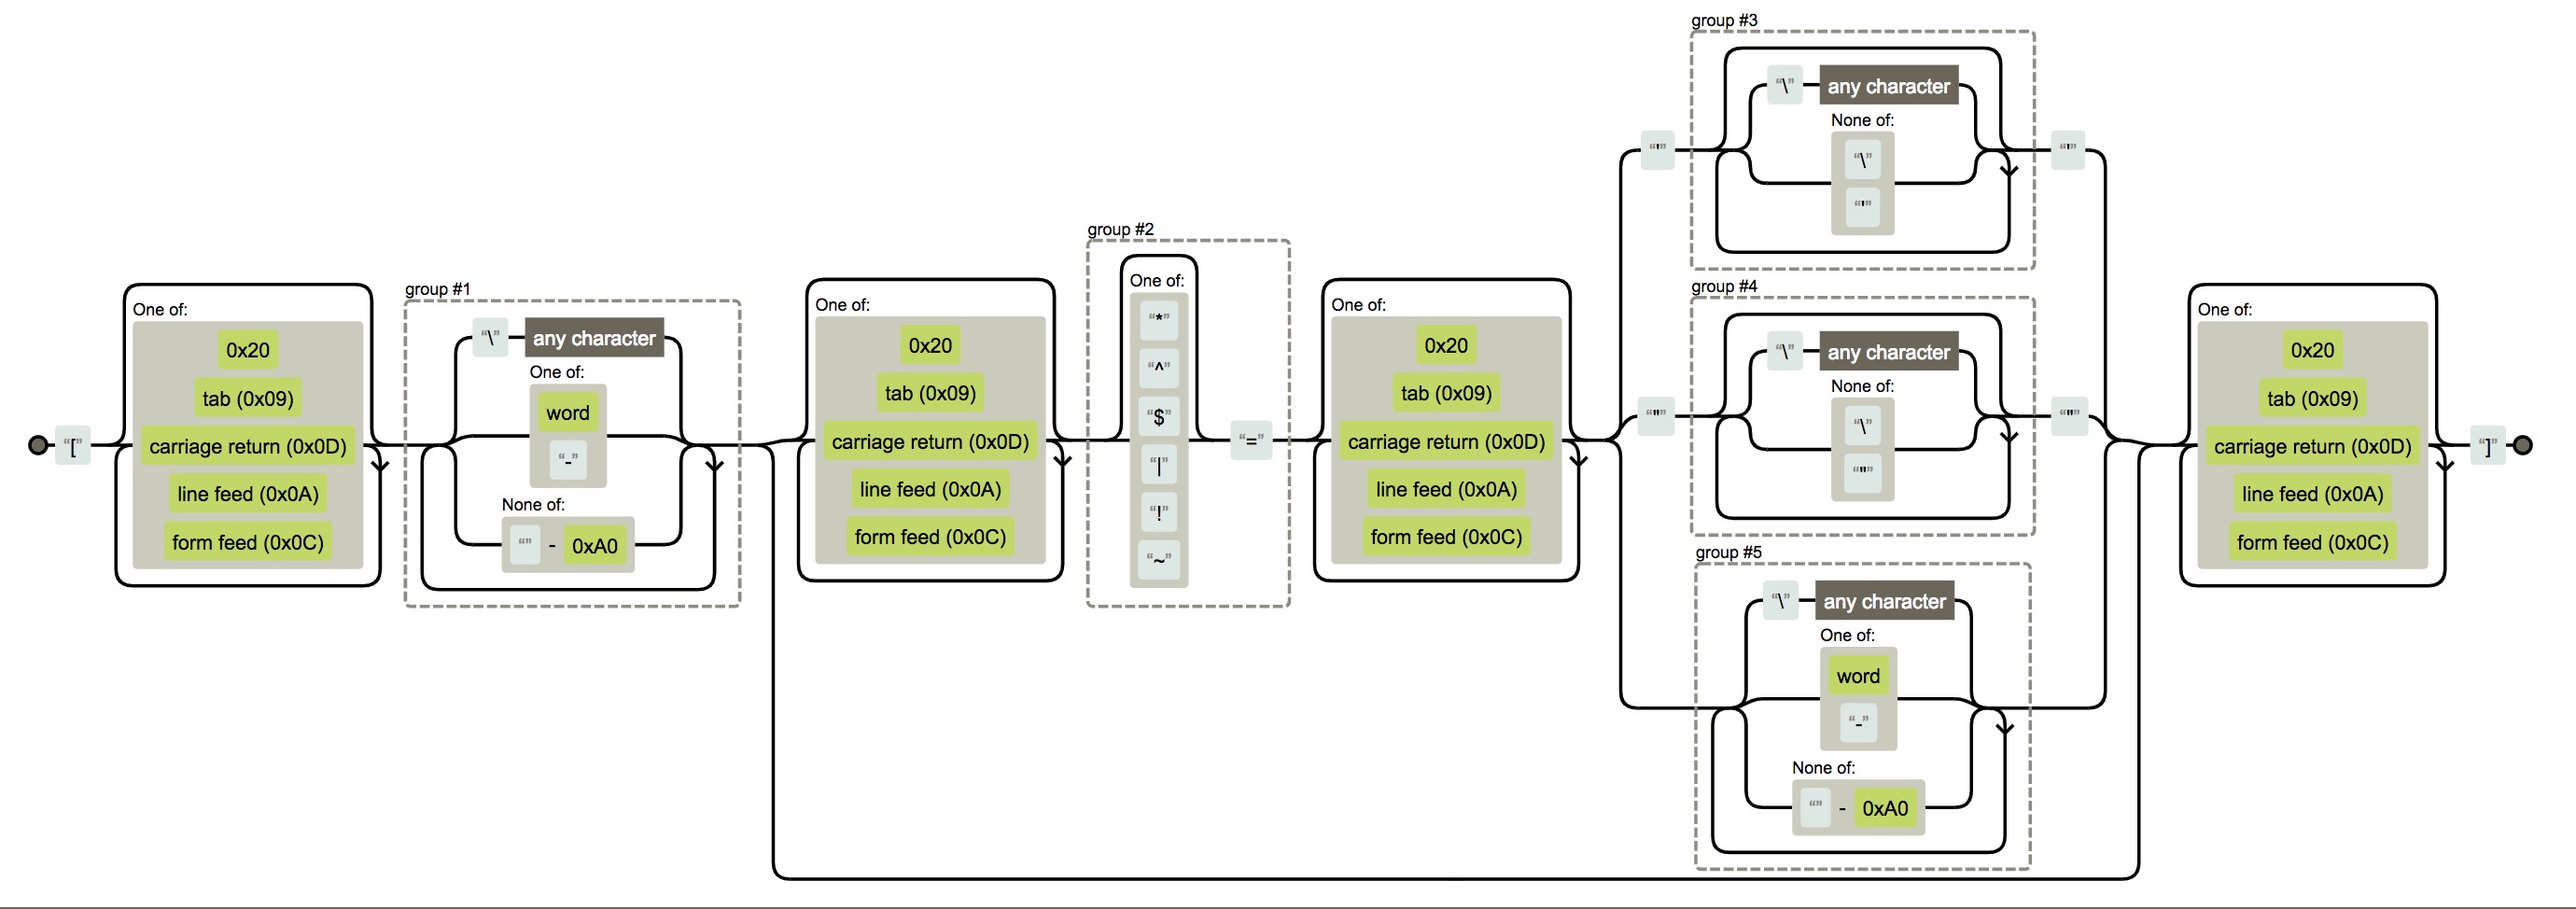 “[”
One of:
0x20
tab (0x09)
carriage return (0x0D)
line feed (0x0A)
form feed (0x0C)
group #1
“\” any character
One of:
word
“-”
None of:
“” - 0xA0
One of:
0x20
tab (0x09)
carriage return (0x0D)
line feed (0x0A)
form feed (0x0C)
group #2
One of:
“*”
“^”
“$”
“|”
“!”
“~”
“=”
One of:
0x20
tab (0x09)
carriage return (0x0D)
line feed (0x0A)
form feed (0x0C)
“'”
group #3
“\” any character
None of:
“\”
“'”
“'”
“"”
group #4
“\” any character
None of:
“\”
“"”
“"”
group #5
“\” any character
One of:
word
“-”
None of:
“” - 0xA0
One of:
0x20
tab (0x09)
carriage return (0x0D)
line feed (0x0A)
form feed (0x0C)
“]”